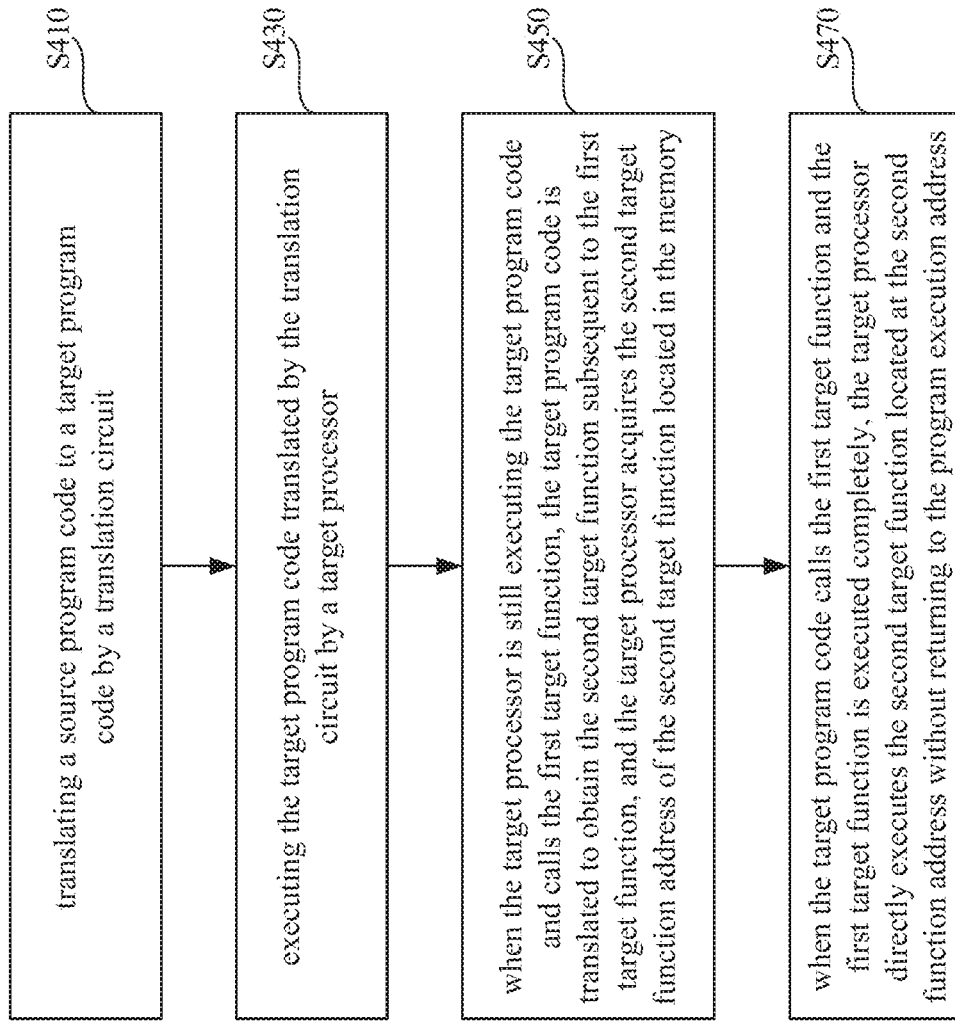 translating a source program code to a target program
code by a translation circuit
S410
executing the target program code translated by the translation
circuit by a target processor
S430
when the target processor is still executing the target program code
and calls the first target function, the target program code is
translated to obtain the second target function subsequent to the first
target function, and the target processor acquires the second target
function address of the second target function located in the memory
S450
when the target program code calls the first target function and the
first target function is executed completely, the target processor
directly executes the second target function located at the second
function address without returning to the program execution address
S470